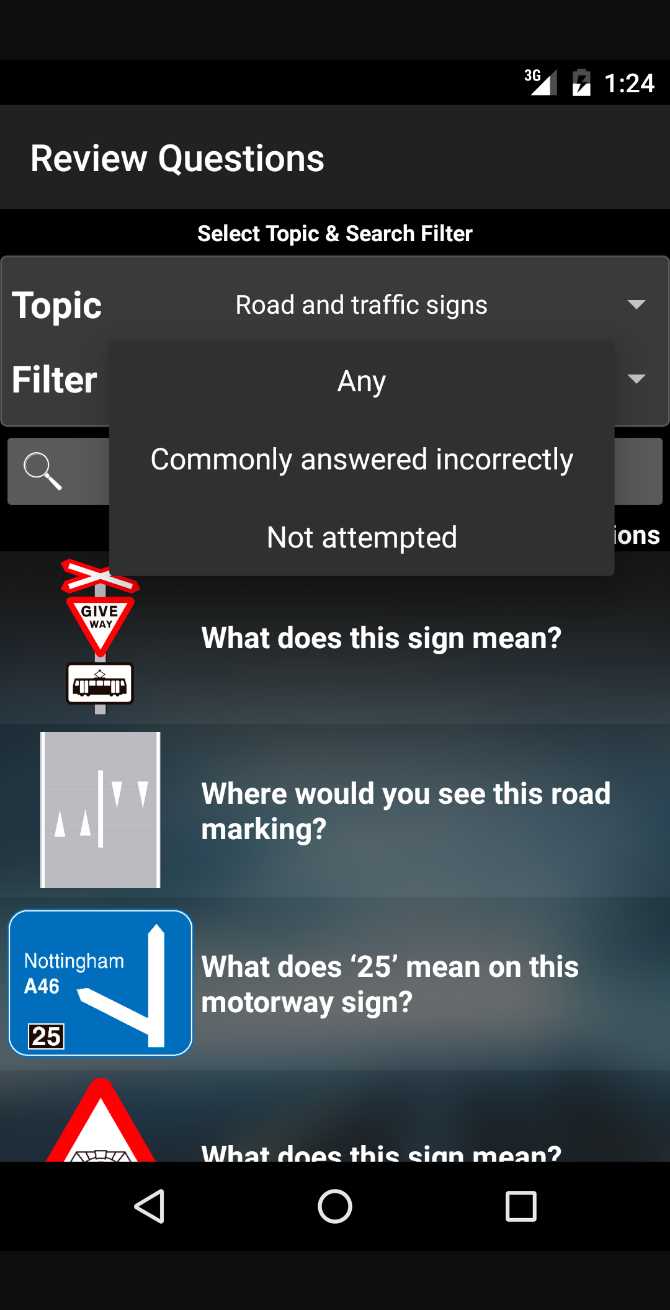 3G 1:24
Review Questions
Select Topic & Search Filter
Topic Road and traffic signs
Filter
Any
Commonly answered incorrectly
Not attempted
ions
GIVE
WAY
What does this sign mean?
Where would you see this road
marking?
Nottingham
A46
25
What does ‘25’ mean on this
motorway sign?
What does this sign mean?